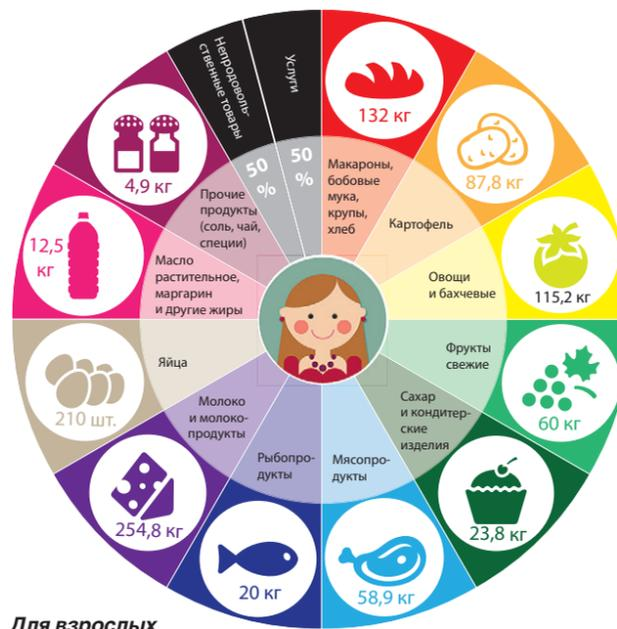 Непродоволь-
ственные товары
Услуги
50
%
50
%
132 кг
Макароны,
бобовые
мука,
крупы,
хлеб
87,8 кг
Картофель
115,2 кг
Овощи
и бахчевые
60 кг
Фрукты
свежие
23,8 кг
Сахар
и кондитер-
ские
изделия
58,9 кг
Мясопро-
дукты
20 кг
Рыбопро-
дукты
254,8 кг
Молоко
и молоко-
продукты
210 шт.
Яйца
12,5
кг
Масло
растительное,
маргарин
и другие жиры
4,9 кг
Прочие
продукты
(соль, чай,
специи)
Для взрослых